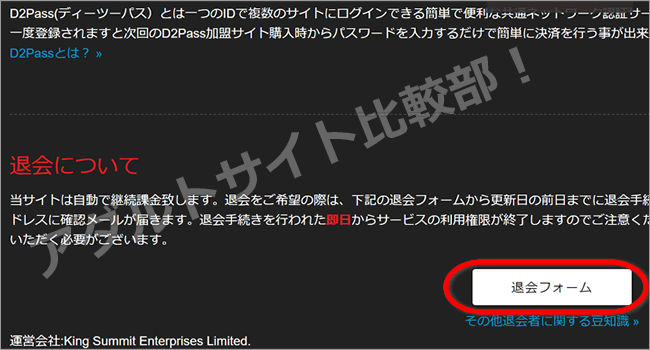 D2Pass(ディーツーパス）とは一つのIDで複数のサイトにログインできる簡単で便利な共通ネットワーク認証サー
一度登録されますと次回のD2Pass加盟サイト購入時からパスワードを入力するだけで簡単に決済を行う事が出来
D2Passとは？ »
退会について
当サイトは自動で継続課金致します。退会をご希望の際は、下記の退会フォームから更新日の前日までに退会手続
ドレスに確認メールが届きます。退会手続きを行われた即日からサービスの利用権限が終了しますのでご注意くだ
いただく必要がございます。
退会フォーム
その他退会者に関する豆知識 »
運営会社:King Summit Enterprises Limited.
アダルトサイト比較部！